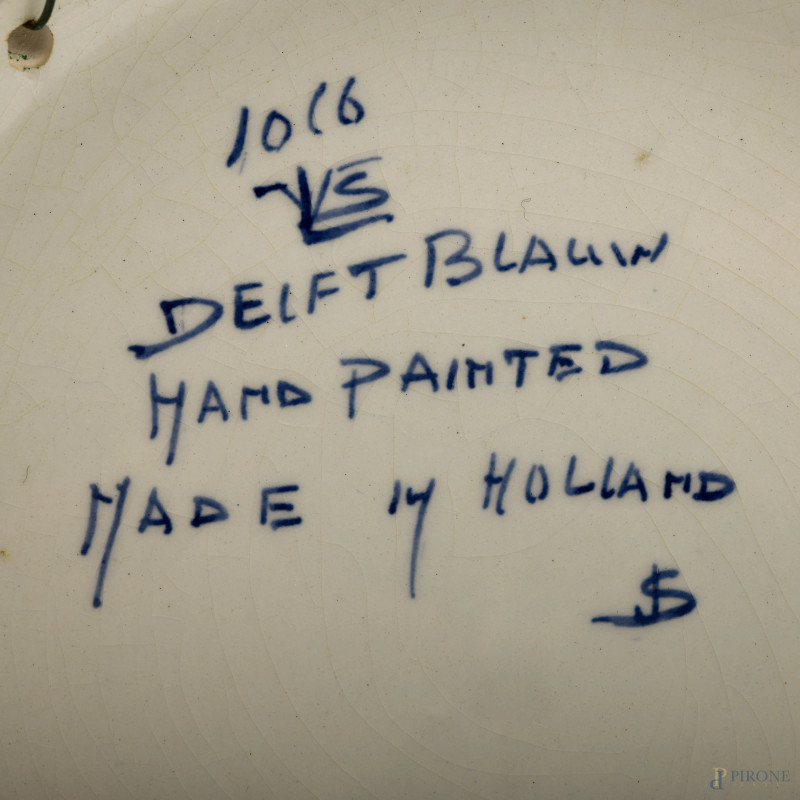 1016
VS
DELFT BLAUW
HAND PAINTED
MADE IN HOLLAND
$
PIRONE